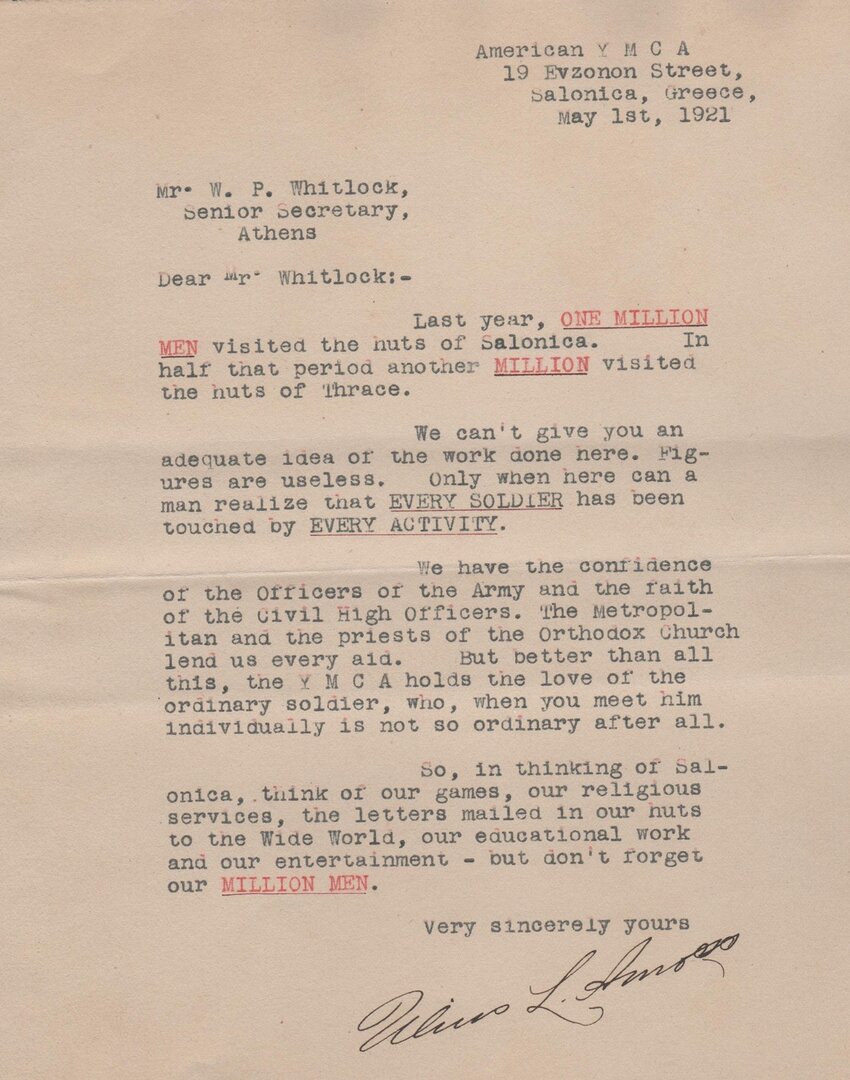 American Y M C A
19 Evzonon Street,
Salonica, Greece,
May 1st, 1921
Mr. W. P. Whitlock,
Senior Secretary,
Athens
Dear Mr. Whitlock:-
Last year, ONE MILLION
MEN visited the huts of Salonica. In
half that period another MILLION visited
the huts of Thrace.
We can't give you an
adequate idea of the work done here. Fig-
ures are useless. Only when here can a
man realize that EVERY SOLDIER has been
touched by EVERY ACTIVITY.
We have the confidence
of the Officers of the Army and the faith
of the Civil High Officers. The Metropol-
itan and the priests of the Orthodox Church
lend us every aid. But better than all
this, the Y M C A holds the love of the
ordinary soldier, who, when you meet him
individually is not so ordinary after all.
So, in thinking of Sal-
onica, think of our games, our religious
services, the letters mailed in our huts
to the Wide World, our educational work
and our entertainment - but don't forget
our MILLION MEN.
Very sincerely yours
Ulius L. Amoss